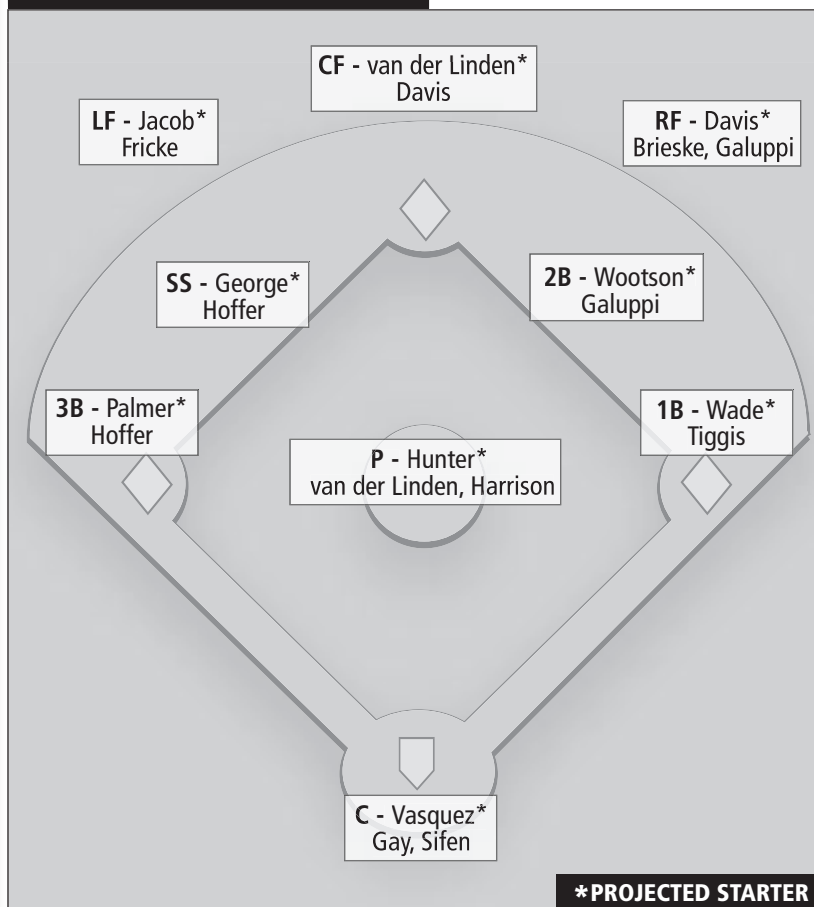 CF - van der Linden*
Davis
LF - Jacob*
Fricke
RF - Davis*
Brieske, Galuppi
SS - George*
Hoffer
2B - Wootson*
Galuppi
3B - Palmer*
Hoffer
1B - Wade*
Tiggis
P - Hunter*
van der Linden, Harrison
C - Vasquez*
Gay, Sifen
*PROJECTED STARTER